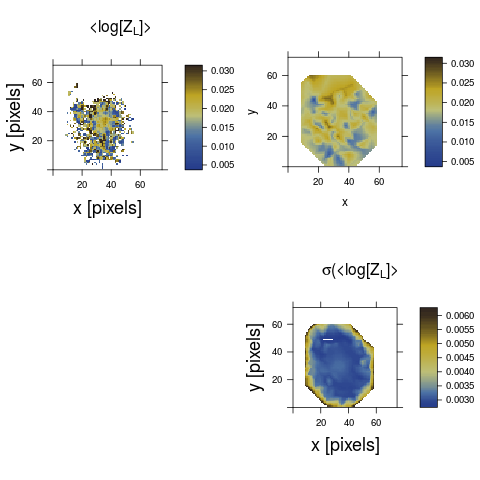 <log[Z_L]>
y [pixels]
60
40
20
20 40 60
x [pixels]
0.030
0.025
0.020
0.015
0.010
0.005
y
60
40
20
20 40 60
x
0.030
0.025
0.020
0.015
0.010
0.005
σ(<log[Z_L]>
y [pixels]
60
40
20
20 40 60
x [pixels]
0.0060
0.0055
0.0050
0.0045
0.0040
0.0035
0.0030